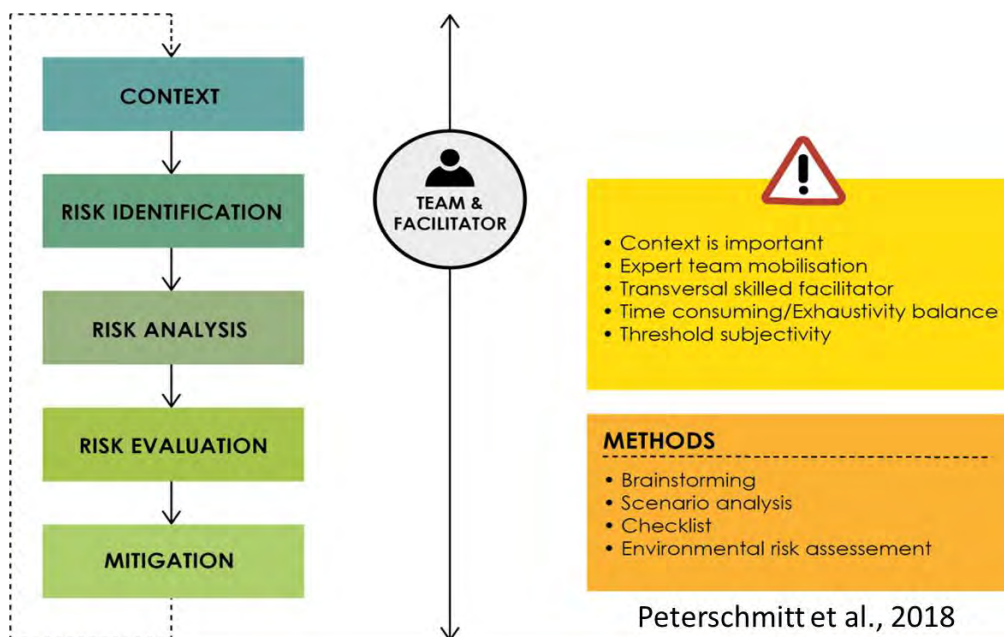 CONTEXT
RISK IDENTIFICATION
RISK ANALYSIS
RISK EVALUATION
MITIGATION
TEAM &
FACILITATOR
!
• Context is important
• Expert team mobilisation
• Transversal skilled facilitator
• Time consuming/Exhaustivity balance
• Threshold subjectivity
METHODS
• Brainstorming
• Scenario analysis
• Checklist
• Environmental risk assessement
Peterschmitt et al., 2018